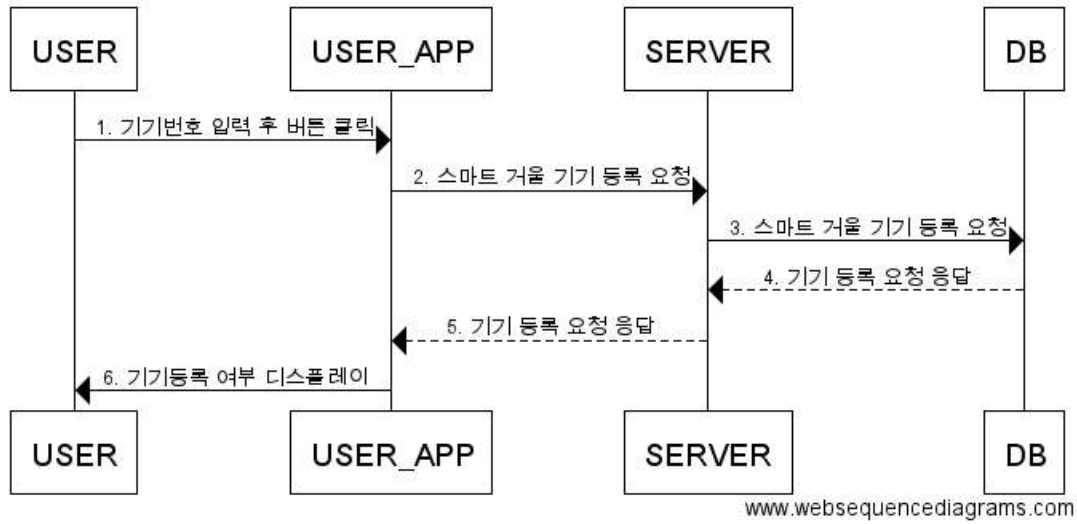 USER USER_APP SERVER DB
1. 기기번호 입력 후 버튼 클릭
2. 스마트 거울 기기 등록 요청
3. 스마트 거울 기기 등록 요청
4. 기기 등록 요청 응답
5. 기기 등록 요청 응답
6. 기기등록 여부 디스플레이
USER USER_APP SERVER DB
www.websequencediagrams.com